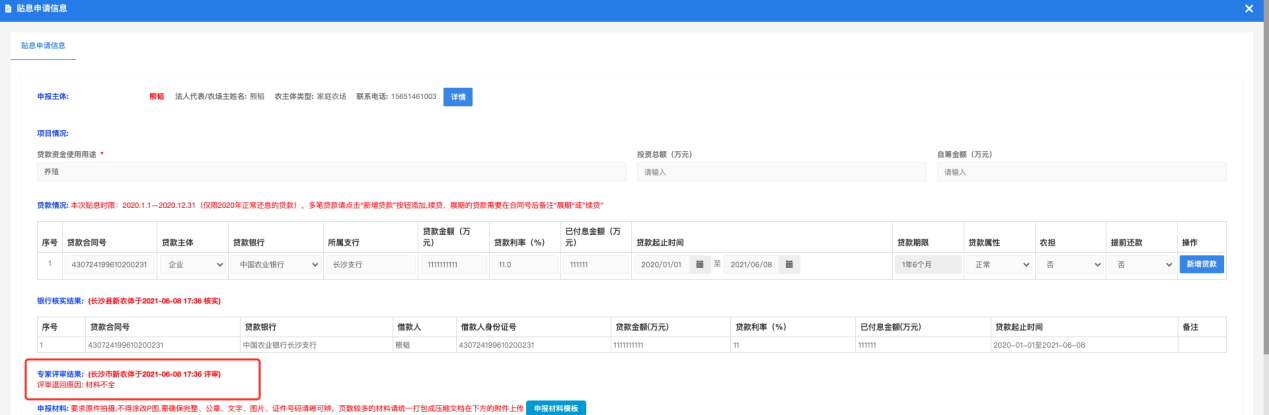 贴息申请信息
贴息申请信息
申报主体: 熊韬 法人代表/农场主姓名: 熊韬 农主体类型: 家庭农场 联系电话: 15651461003 详情
项目情况:
贷款资金使用用途 * 投资总额（万元） 自筹金额（万元）
养殖 请输入 请输入
贷款情况: 本次贴息时限：2020.1.1—2020.12.31（仅限2020年正常还息的贷款），多笔贷款请点击"新增贷款"按钮添加,续贷、展期的贷款需要在合同号后备注"展期"或"续贷"
序号 贷款合同号 贷款主体 贷款银行 所属支行 贷款金额（万元） 贷款利率（%） 已付息金额（万元） 贷款起止时间 贷款期限 贷款属性 农担 提前还款 操作
1 430724199610200231 企业 中国农业银行 长沙支行 1111111111 11.0 111111 2020/01/01 至 2021/06/08 1年6个月 正常 否 否 新增贷款
银行核实结果: (长沙县新农体于2021-06-08 17:36 核实)
序号 贷款合同号 贷款银行 借款人 借款人身份证号 贷款金额(万元) 贷款利率（%） 已付息金额(万元) 贷款起止时间 备注
1 430724199610200231 中国农业银行长沙支行 熊韬 430724199610200231 1111111111 11 111111 2020-01-01至2021-06-08
专家评审结果: (长沙市新农体于2021-06-08 17:36 评审)
评审退回原因: 材料不全
申报材料: 要求原件拍摄,不得涂改P图,需确保完整、公章、文字、图片、证件号码清晰可辨，页数较多的材料请统一打包成压缩文档在下方的附件上传 申报材料模板